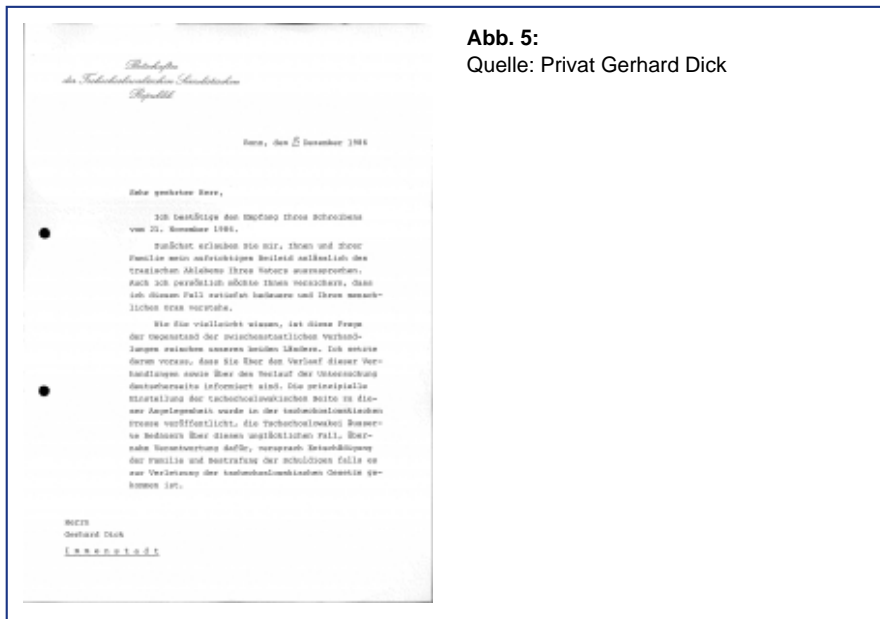 Botschaft
der Tschechoslowakischen Sozialistischen
Republik
Bonn, den 5 Dezember 1986
Sehr geehrter Herr,
Ich bestätige den Empfang Ihres Schreibens
vom 21. November 1986.
Zunächst erlauben Sie mir, Ihnen und Ihrer
Familie mein aufrichtiges Beileid anlässlich des
tragischen Ablebens Ihres Vaters auszusprechen.
Auch ich persönlich möchte Ihnen versichern, dass
ich diesen Fall zutiefst bedauere und Ihren mensch-
lichen Gram verstehe.
Wie Sie vielleicht wissen, ist diese Frage
der Gegenstand der zwischenstaatlichen Verhand-
lungen zwischen unseren beiden Ländern. Ich setzte
deren voraus, dass Sie über den Verlauf dieser Ver-
handlungen sowie über den Verlauf der Untersuchung
deutscherseits informiert sind. Die prinzipielle
Einstellung der tschechoslowakischen Seite zu die-
ser Angelegenheit wurde in der tschechoslowakischen
Presse veröffentlicht, die Tschechoslowakei äusser-
te Bedauern über diesen unglücklichen Fall, über-
nahm Verantwortung dafür, versprach Entschädigung
der Familie und Bestrafung der Schuldigen falls es
zur Verletzung der tschechoslowakischen Gesetze ge-
kommen ist.
Herrn
Gerhard Dick
Immenstadt
Abb. 5:
Quelle: Privat Gerhard Dick